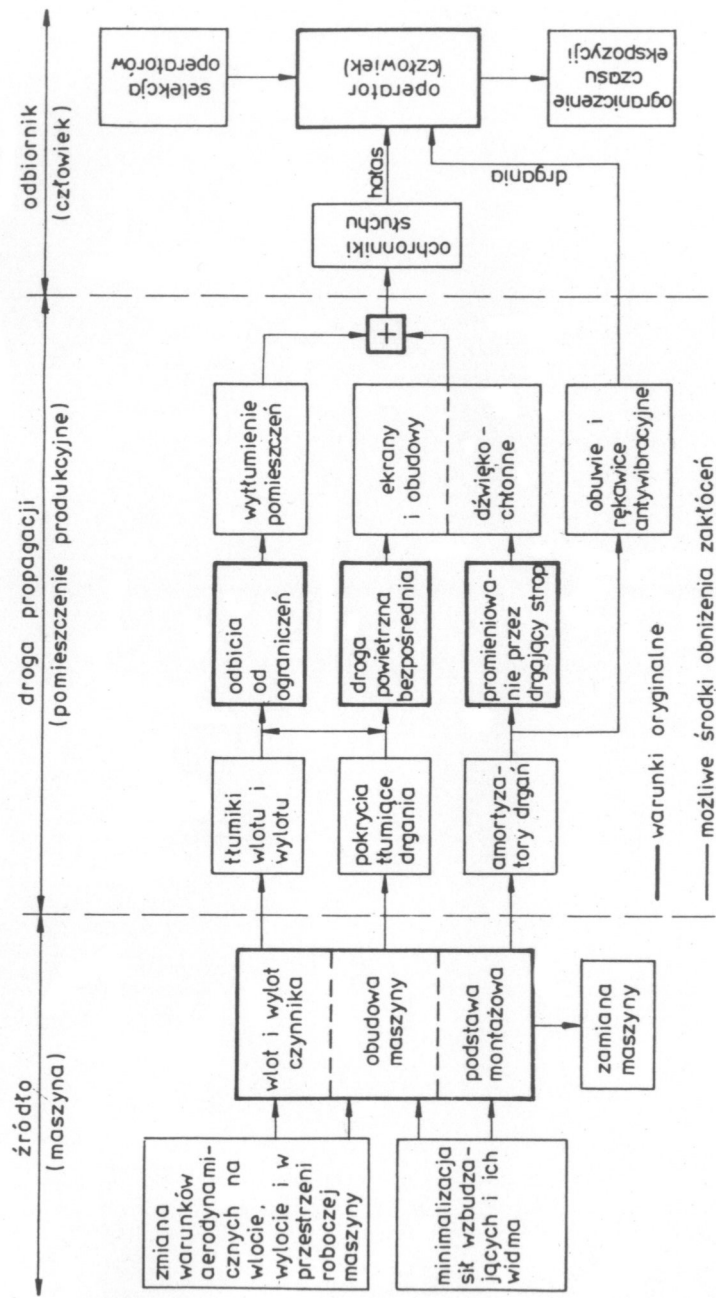 źródło
(maszyna)
droga propagacji
(pomieszczenie produkcyjne)
odbiornik
(człowiek)
zmiana
warunków
aerodynami-
cznych na
wlocie,
wylocie i w
przestrzeni
roboczej
maszyny
minimalizacja
sił wzbudza-
jących i ich
widma
wlot i wylot
czynnika
obudowa
maszyny
podstawa
montażowa
zamiana
maszyny
tłumiki
wlotu i
wylotu
pokrycia
tłumiące
drgania
amortyza-
tory drgań
odbicia
od
ograniczeń
droga
powietrzna
bezpośrednia
promieniowa-
nie przez
drgający strop
wytłumienie
pomieszczeń
ekrany
i obudowy
dźwięko-
chłonne
obuwie i
rękawice
antywibracyjne
+
ochronniki
słuchu
hałas
drgania
selekcja
operatorów
operator
(człowiek)
ograniczenie
czasu
ekspozycji
warunki oryginalne
możliwe środki obniżenia zakłóceń